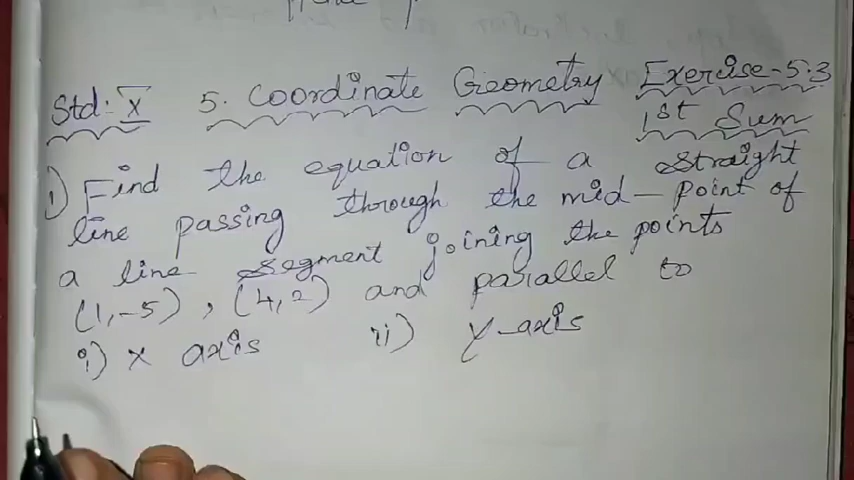 Std: X 5. Coordinate Geometry Exercise-5.3
1st Sum
1) Find the equation of a straight
line passing through the mid-point of
a line segment joining the points
(1,-5), (4,2) and parallel to
i) X axis ii) Y-axis